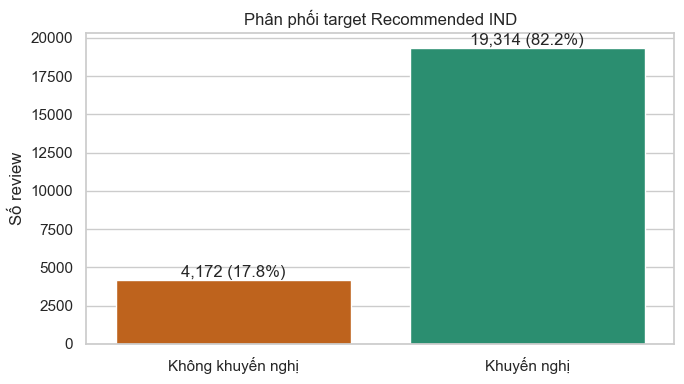 Phân phối target Recommended IND
Số review
20000
17500
15000
12500
10000
7500
5000
2500
0
19,314 (82.2%)
4,172 (17.8%)
Không khuyến nghị
Khuyến nghị